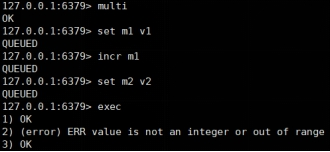 127.0.0.1:6379> multi
OK
127.0.0.1:6379> set m1 v1
QUEUED
127.0.0.1:6379> incr m1
QUEUED
127.0.0.1:6379> set m2 v2
QUEUED
127.0.0.1:6379> exec
1) OK
2) (error) ERR value is not an integer or out of range
3) OK